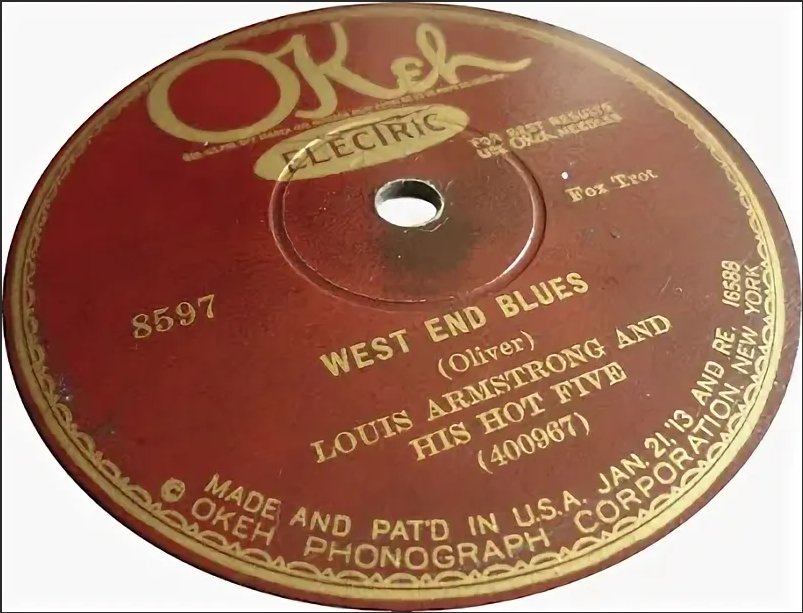 OKeh
ELECTRIC
FOR BEST RESULTS
USE OKeh NEEDLES
Fox Trot
8597
WEST END BLUES
(Oliver)
LOUIS ARMSTRONG AND
HIS HOT FIVE
(400967)
© MADE AND PAT'D IN U.S.A. JAN. 21, '13 AND RE. 16588
OKEH PHONOGRAPH CORPORATION, NEW YORK